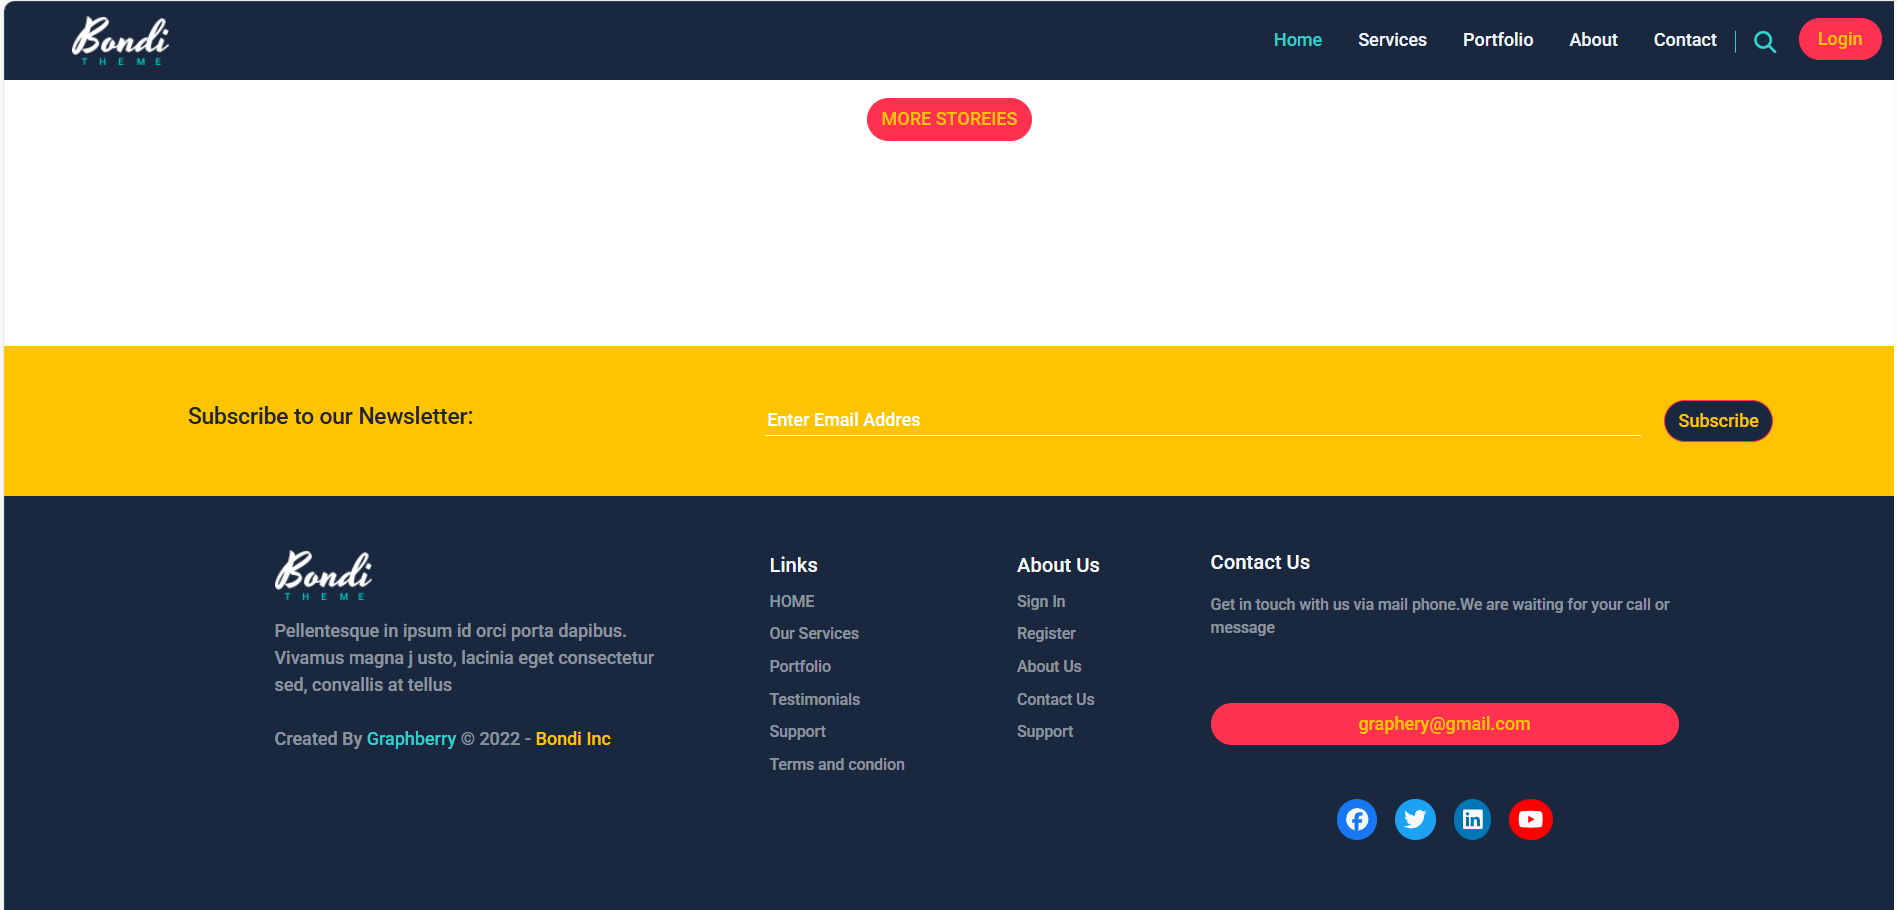 Bondi
THEME
Home Services Portfolio About Contact Login
MORE STOREIES
Subscribe to our Newsletter:
Enter Email Addres
Subscribe
Bondi
THEME
Pellentesque in ipsum id orci porta dapibus.
Vivamus magna j usto, lacinia eget consectetur
sed, convallis at tellus
Created By Graphberry © 2022 - Bondi Inc
Links
HOME
Our Services
Portfolio
Testimonials
Support
Terms and condion
About Us
Sign In
Register
About Us
Contact Us
Support
Contact Us
Get in touch with us via mail phone.We are waiting for your call or
message
graphery@gmail.com